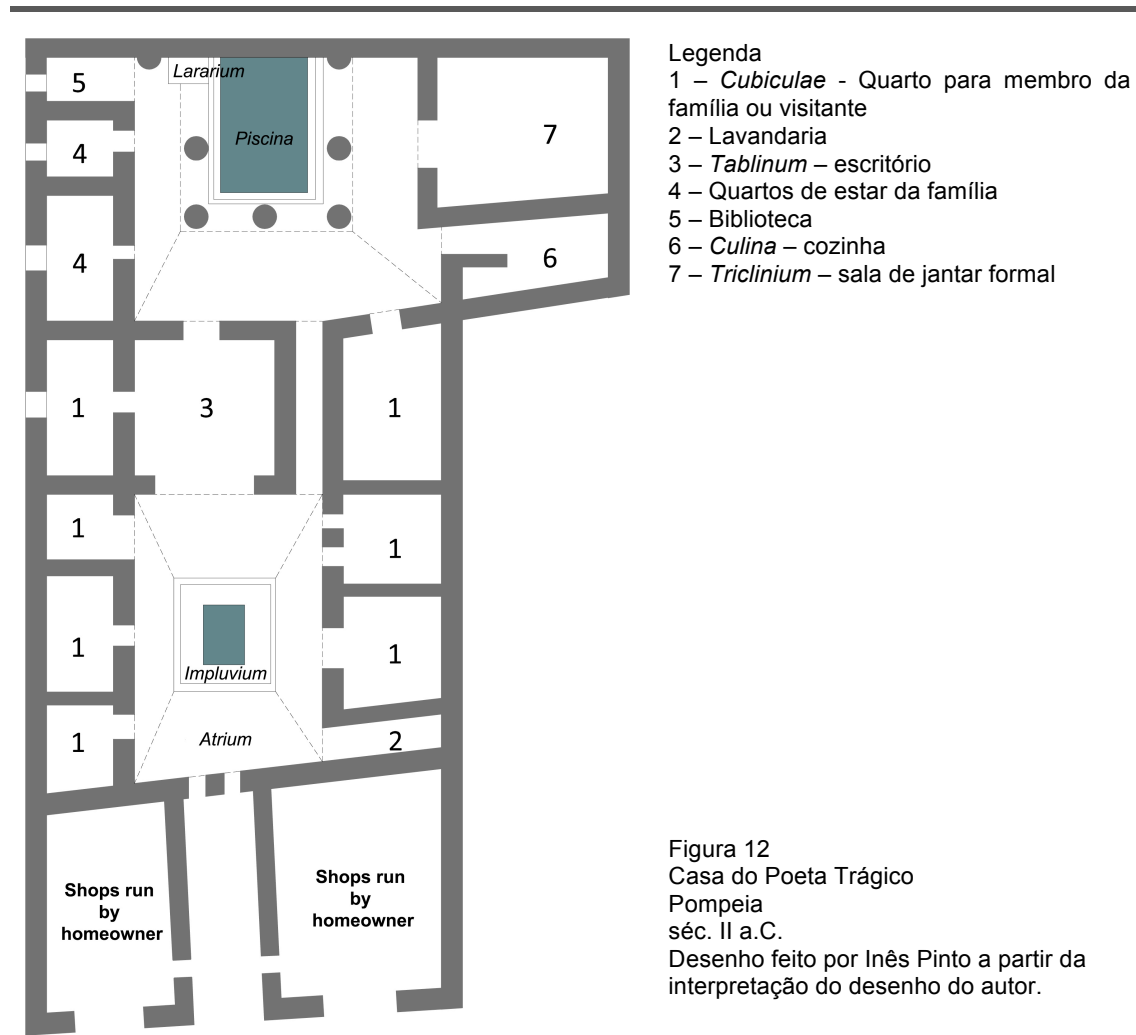 Lararium
5
Piscina
7
4
4
6
1
3
1
1
1
1
1
Impluvium
1
Atrium
2
Shops run
by
homeowner
Shops run
by
homeowner
Legenda
1 – Cubiculae - Quarto para membro da
família ou visitante
2 – Lavandaria
3 – Tablinum – escritório
4 – Quartos de estar da família
5 – Biblioteca
6 – Culina – cozinha
7 – Triclinium – sala de jantar formal
Figura 12
Casa do Poeta Trágico
Pompeia
séc. II a.C.
Desenho feito por Inês Pinto a partir da
interpretação do desenho do autor.